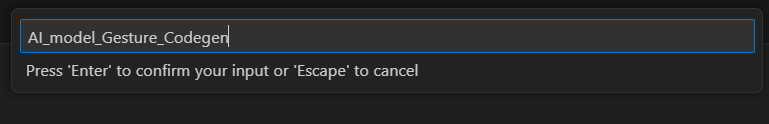 AI_model_Gesture_Codegen
Press 'Enter' to confirm your input or 'Escape' to cancel